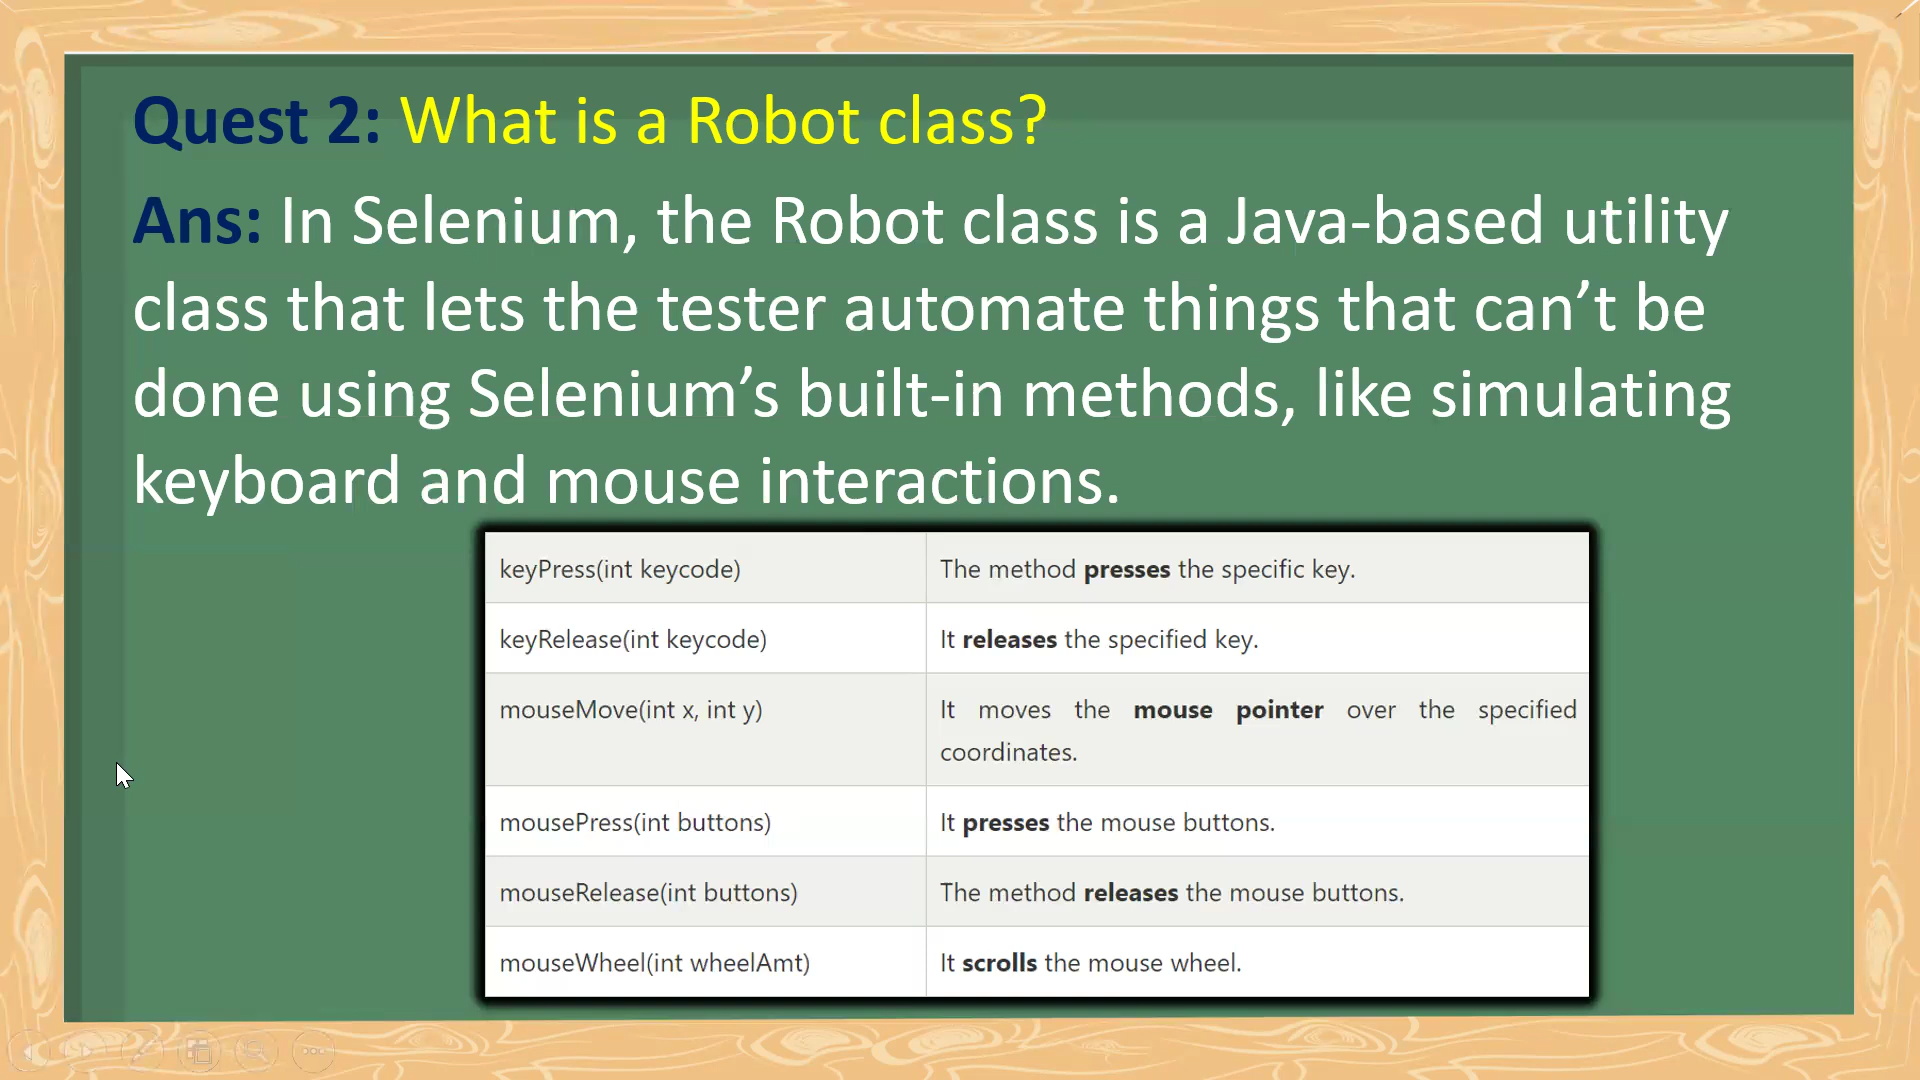 Quest 2: What is a Robot class?
Ans: In Selenium, the Robot class is a Java-based utility
class that lets the tester automate things that can’t be
done using Selenium’s built-in methods, like simulating
keyboard and mouse interactions.
keyPress(int keycode) The method presses the specific key.
keyRelease(int keycode) It releases the specified key.
mouseMove(int x, int y) It moves the mouse pointer over the specified
coordinates.
mousePress(int buttons) It presses the mouse buttons.
mouseRelease(int buttons) The method releases the mouse buttons.
mouseWheel(int wheelAmt) It scrolls the mouse wheel.